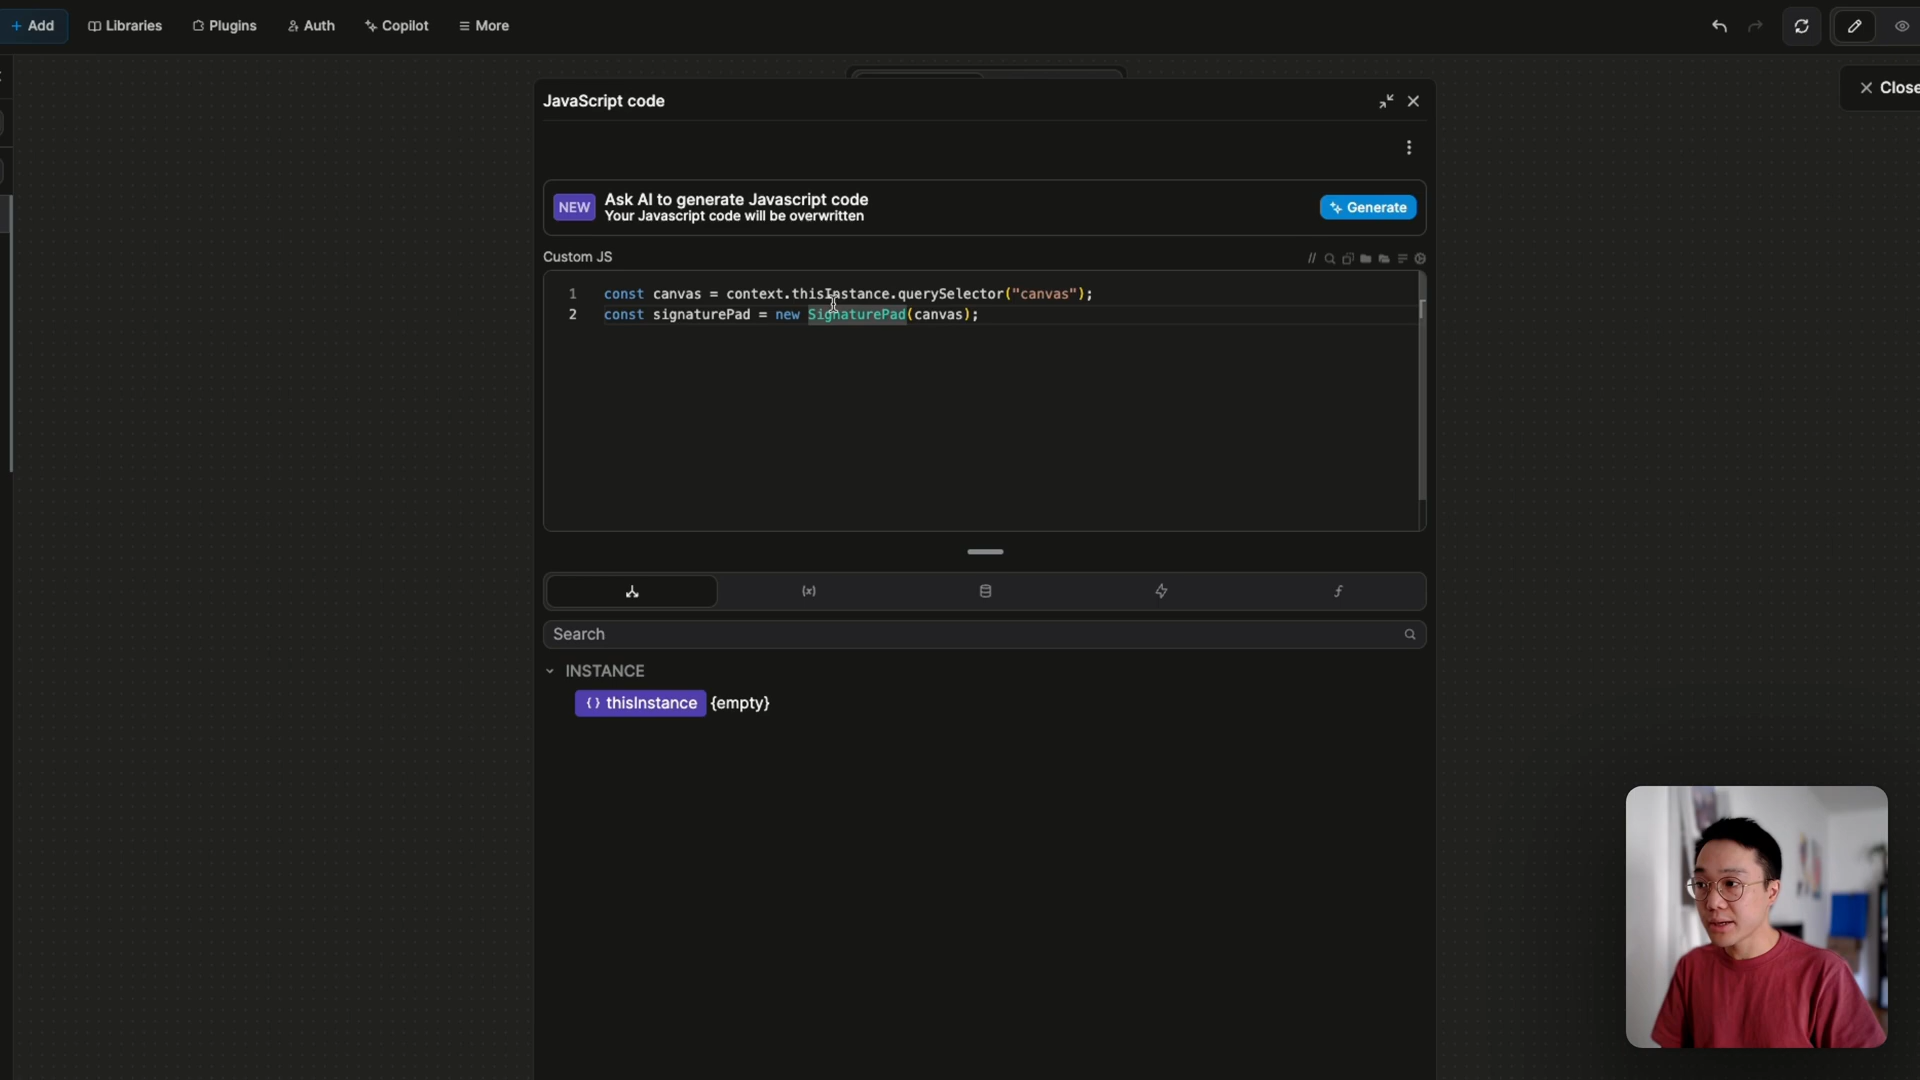 + Add
Libraries
Plugins
Auth
Copilot
More
Close
JavaScript code
NEW
Ask AI to generate Javascript code
Your Javascript code will be overwritten
Generate
Custom JS
//
1 const canvas = context.thisInstance.querySelector("canvas");
2 const signaturePad = new SignaturePad(canvas);
(x)
f
Search
INSTANCE
{} thisInstance {empty}